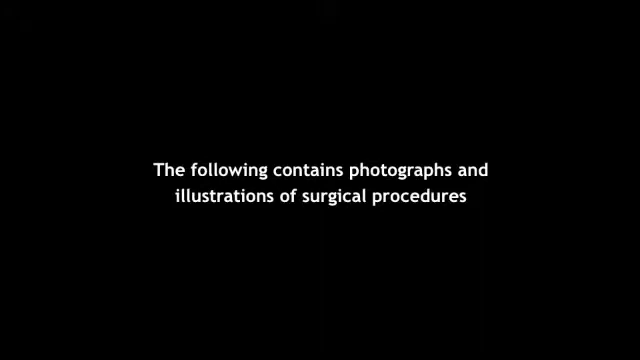 The following contains photographs and
illustrations of surgical procedures